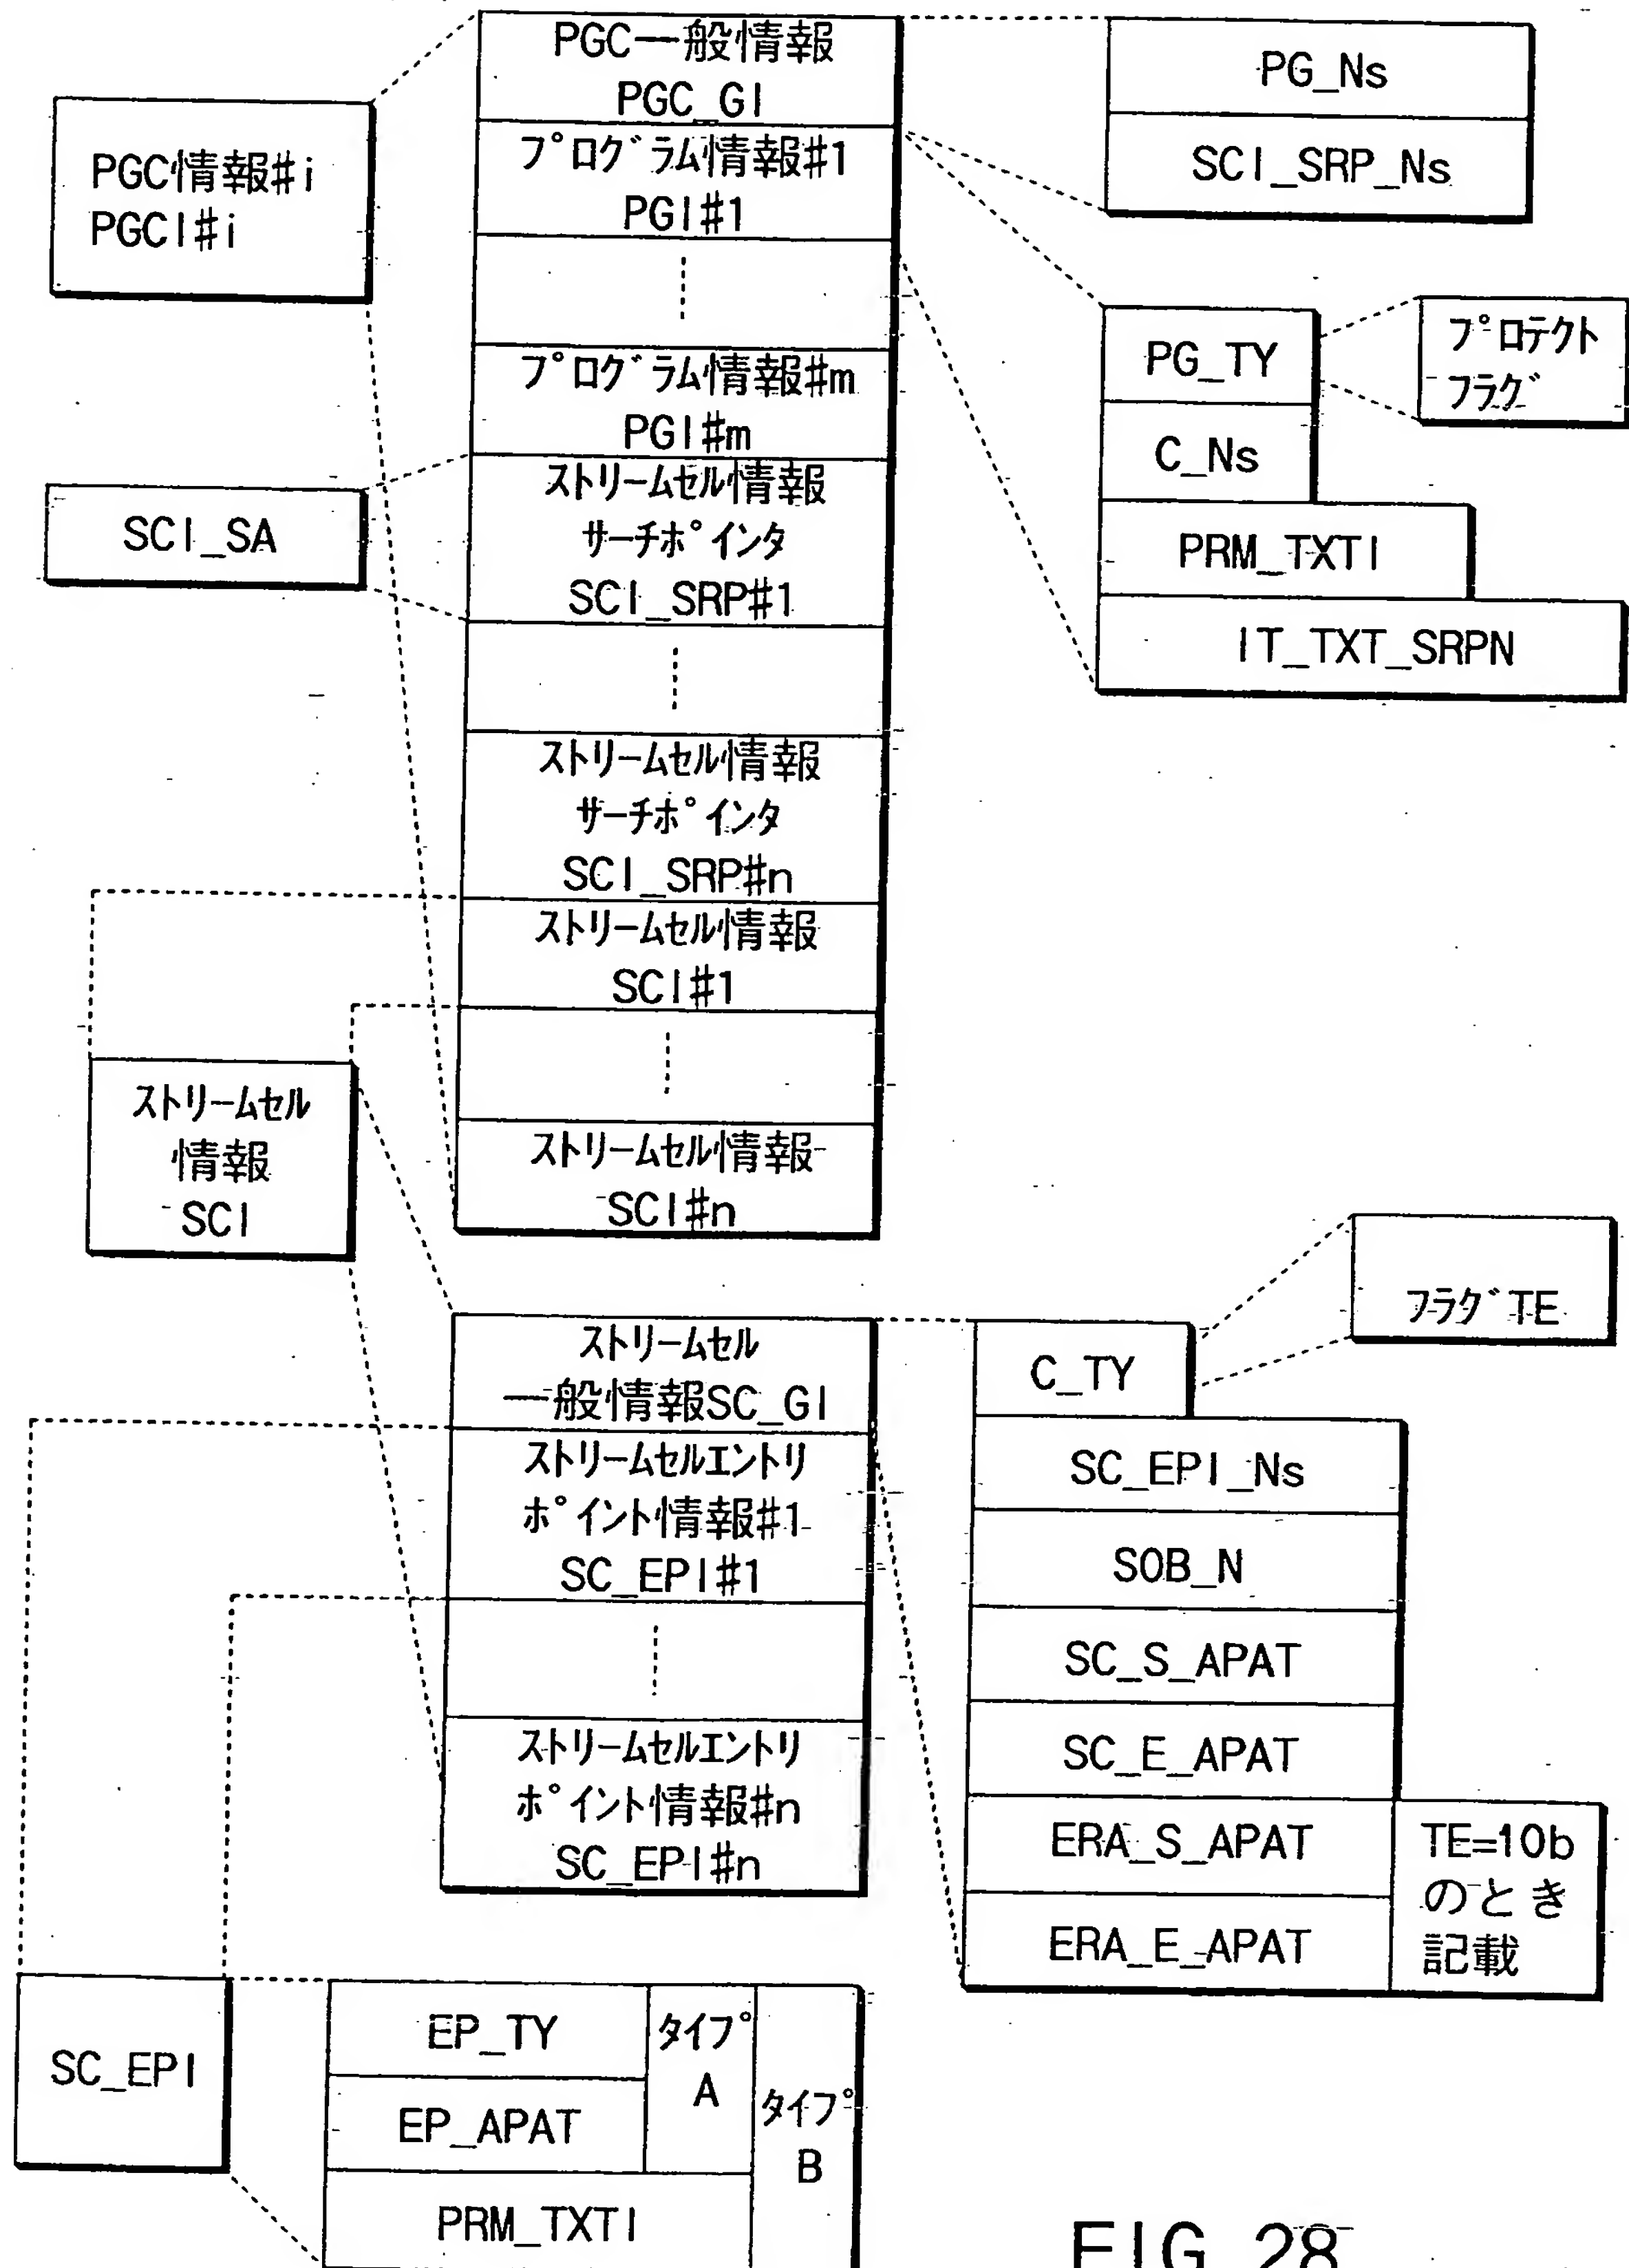 PGC情報#i
PGCI#i
PGC一般情報
PGC_GI
プログラム情報#1
PGI#1
プログラム情報#m
PGI#m
ストリームセル情報
サーチポインタ
SCI_SRP#1
ストリームセル情報
サーチポインタ
SCI_SRP#n
ストリームセル情報
SCI#1
ストリームセル情報
SCI#n
PG_Ns
SCI_SRP_Ns
PG_TY
プロテクト
フラグ
C_Ns
PRM_TXTI
IT_TXT_SRPN
SCI_SA
ストリームセル
情報
SCI
ストリームセル
一般情報SC_GI
ストリームセルエントリ
ポイント情報#1
SC_EPI#1
ストリームセルエントリ
ポイント情報#n
SC_EPI#n
C_TY
フラグTE
SC_EPI_Ns
SOB_N
SC_S_APAT
SC_E_APAT
ERA_S_APAT
ERA_E_APAT
TE=10b
のとき
記載
SC_EPI
EP_TY
EP_APAT
PRM_TXTI
タイプ
A
タイプ
B
FIG. 28